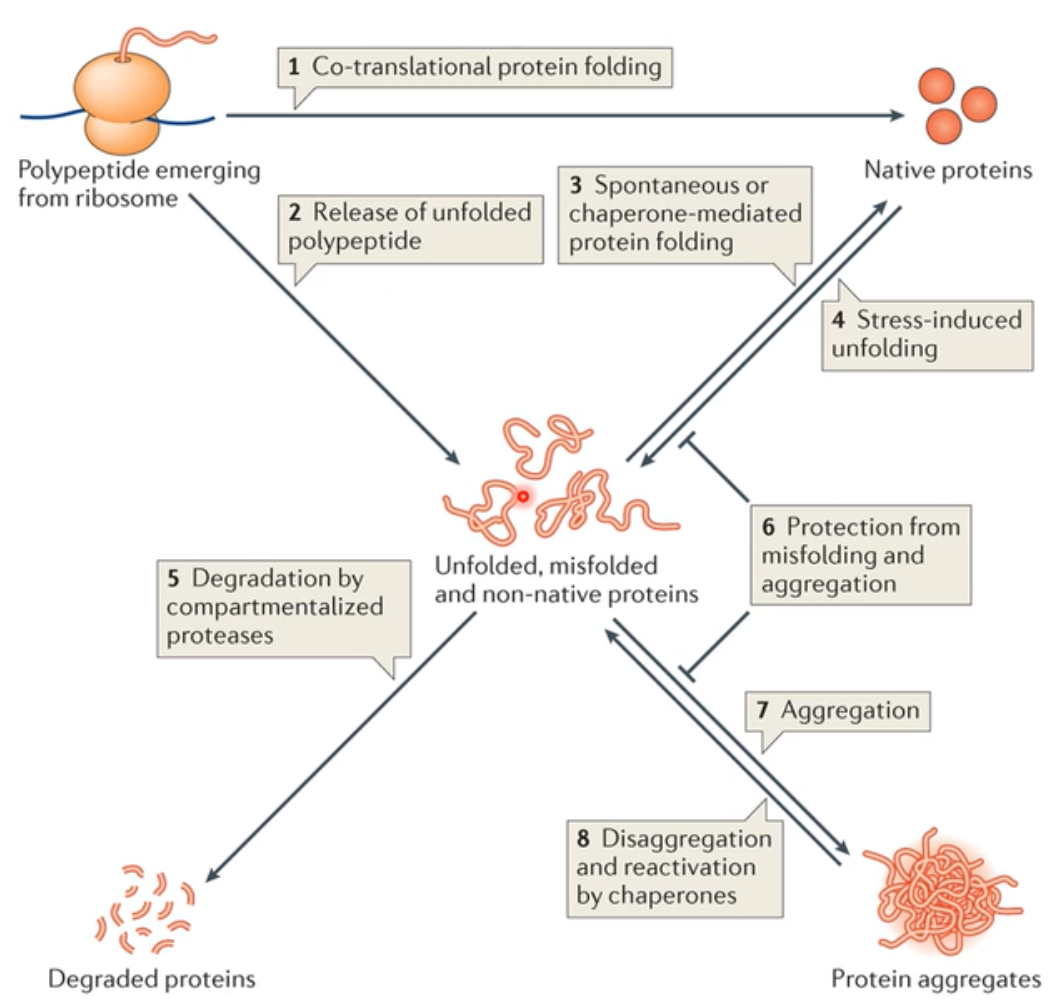 1 Co-translational protein folding
Polypeptide emerging
from ribosome
Native proteins
2 Release of unfolded
polypeptide
3 Spontaneous or
chaperone-mediated
protein folding
4 Stress-induced
unfolding
6 Protection from
misfolding and
aggregation
Unfolded, misfolded
and non-native proteins
5 Degradation by
compartmentalized
proteases
7 Aggregation
8 Disaggregation
and reactivation
by chaperones
Degraded proteins
Protein aggregates